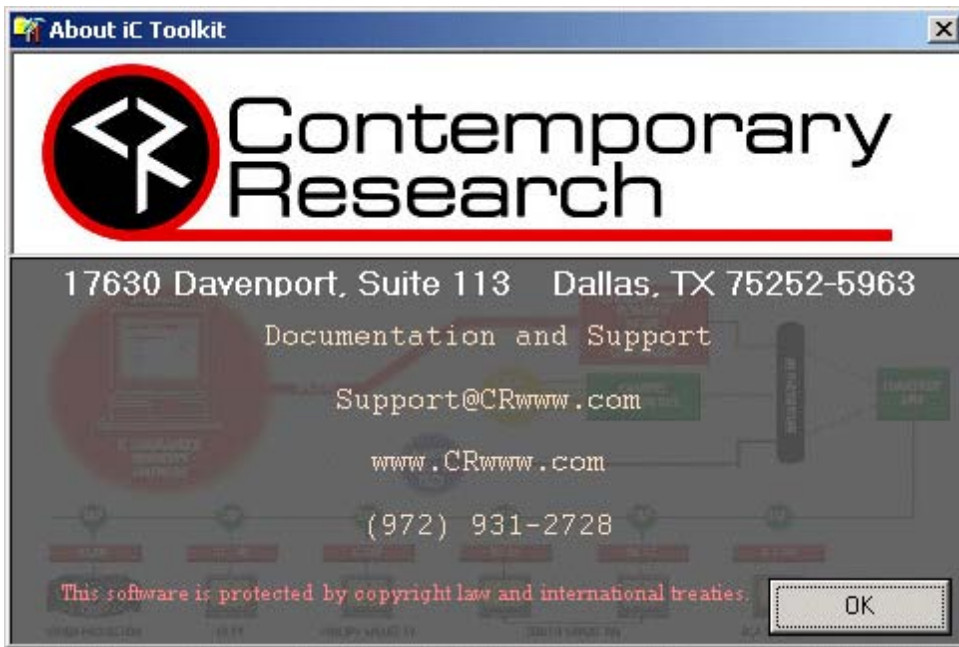 About iC Toolkit
Contemporary
Research
17630 Davenport, Suite 113 Dallas, TX 75252-5963
Documentation and Support
Support@CRwww.com
www.CRwww.com
(972) 931-2728
This software is protected by copyright law and international treaties.
OK